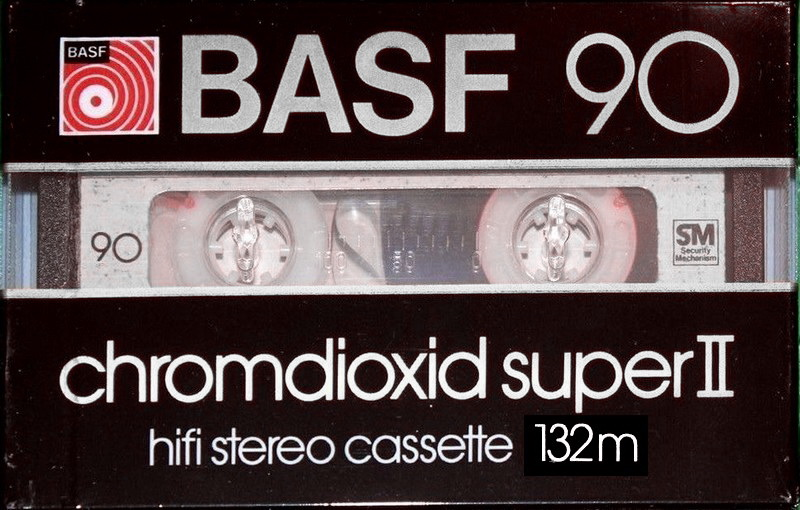 BASF
BASF 90
90
SM
Security
Mechanism
chromdioxid super II
hifi stereo cassette 132m